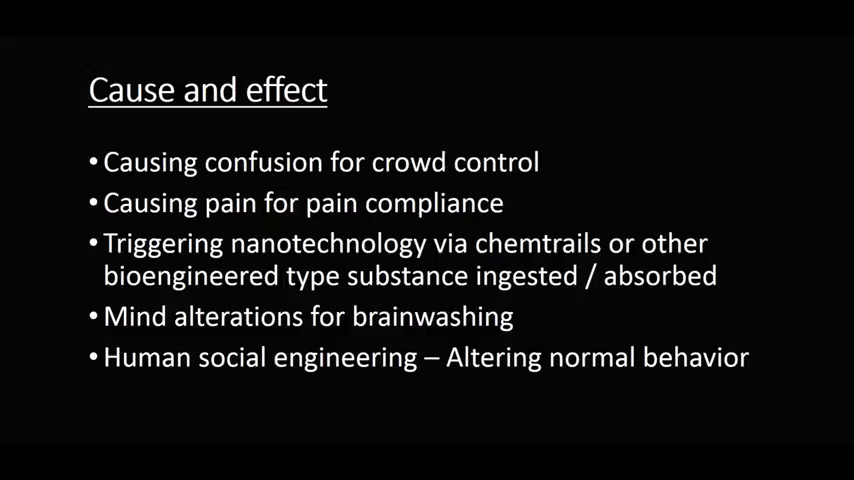 Cause and effect
• Causing confusion for crowd control
• Causing pain for pain compliance
• Triggering nanotechnology via chemtrails or other
bioengineered type substance ingested / absorbed
• Mind alterations for brainwashing
• Human social engineering – Altering normal behavior